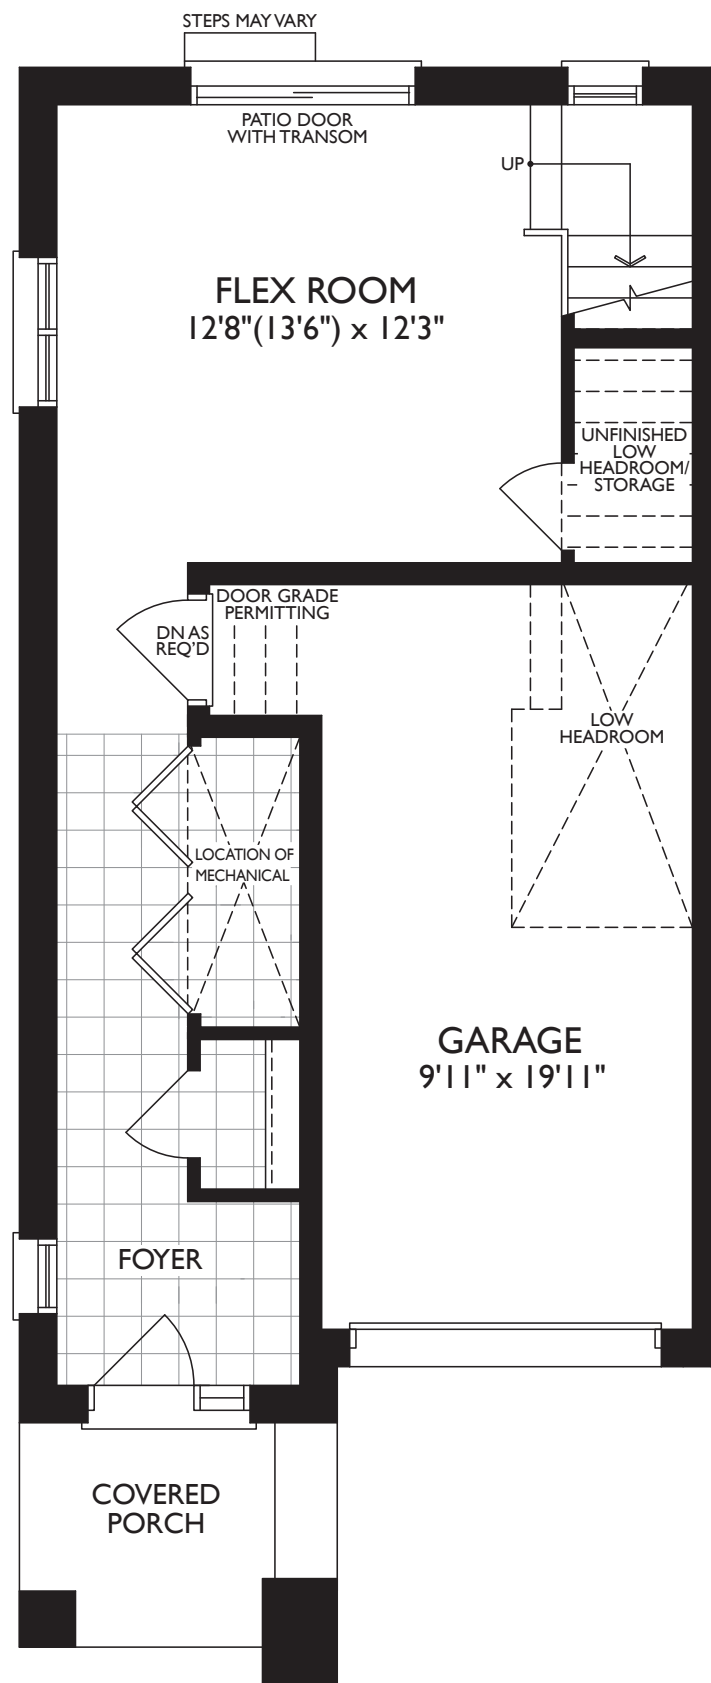 STEPS MAY VARY
PATIO DOOR
WITH TRANSOM
UP
FLEX ROOM
12'8"(13'6") x 12'3"
UNFINISHED
LOW
HEADROOM/
STORAGE
DOOR GRADE
PERMITTING
DN AS
REQ'D
LOW
HEADROOM
LOCATION OF
MECHANICAL
GARAGE
9'11" x 19'11"
FOYER
COVERED
PORCH